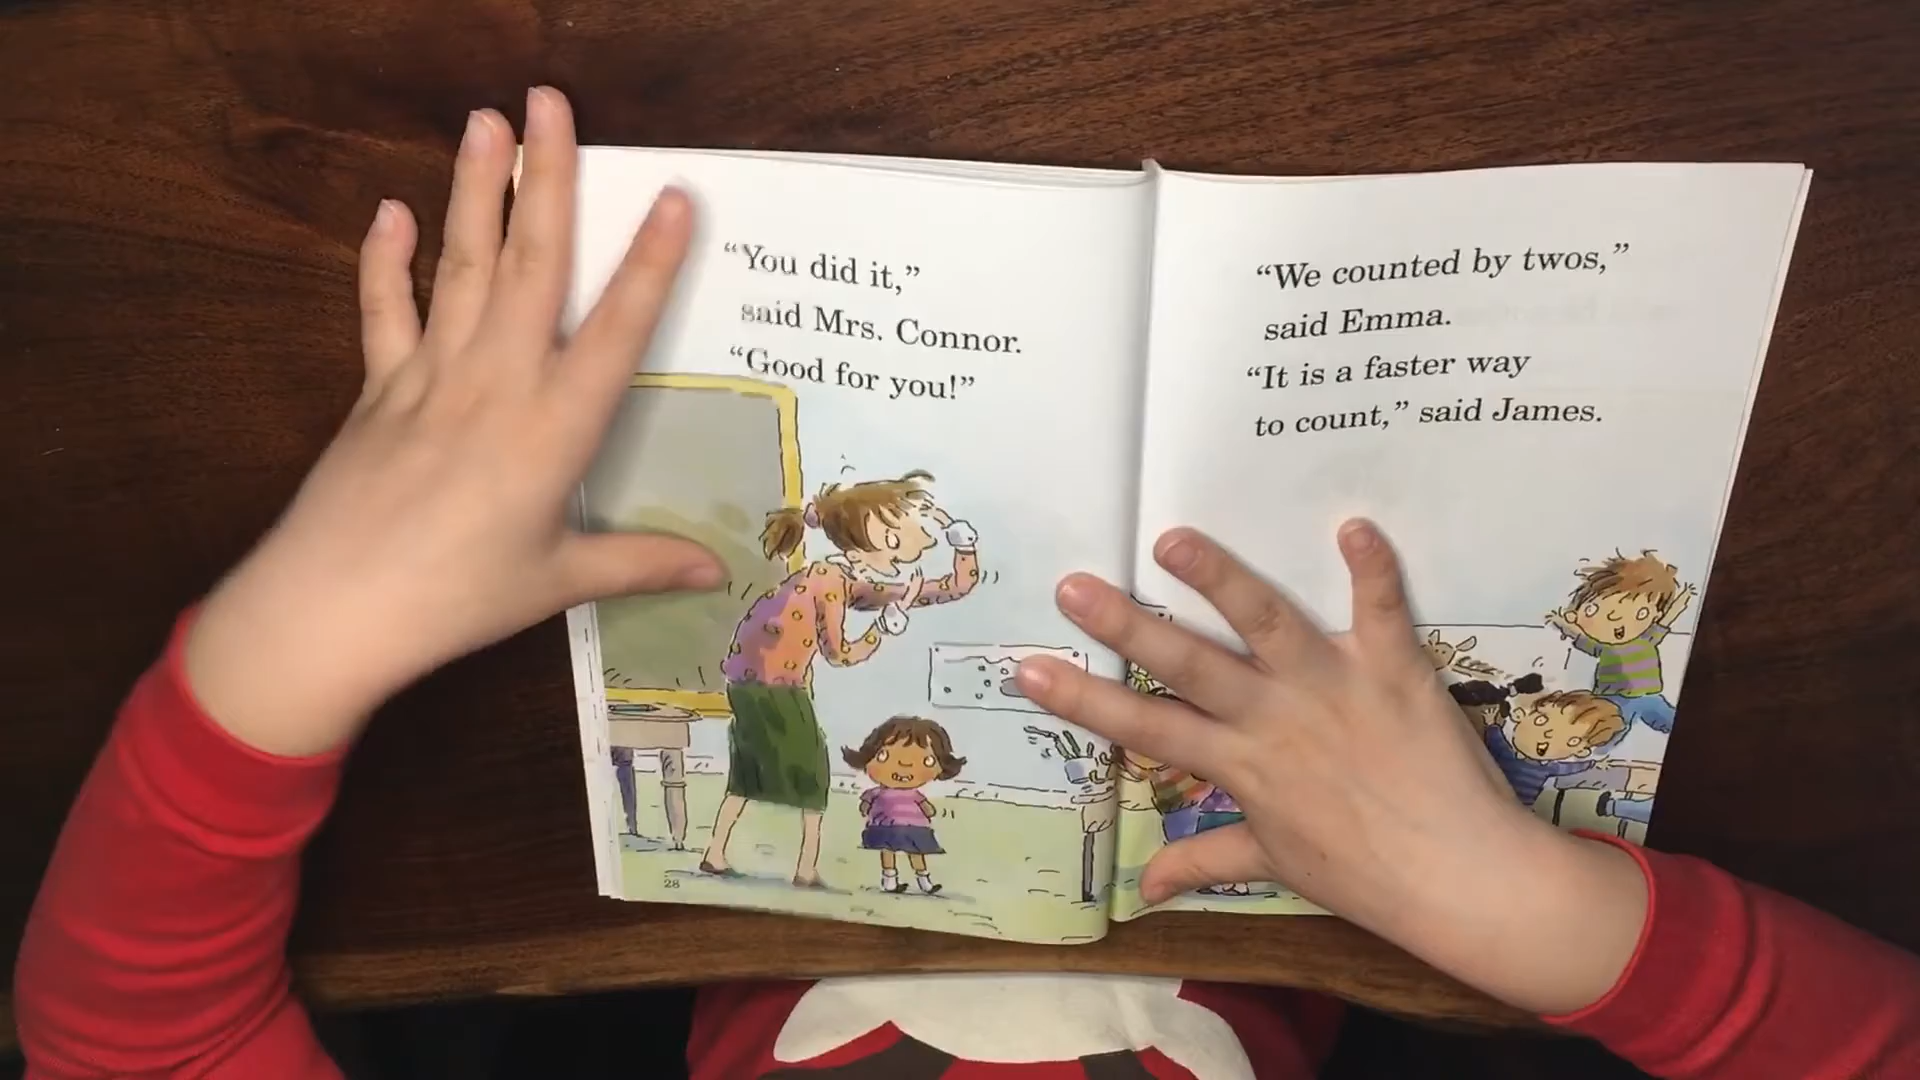 “You did it,”
said Mrs. Connor.
“Good for you!”
28
“We counted by twos,”
said Emma.
“It is a faster way
to count,” said James.